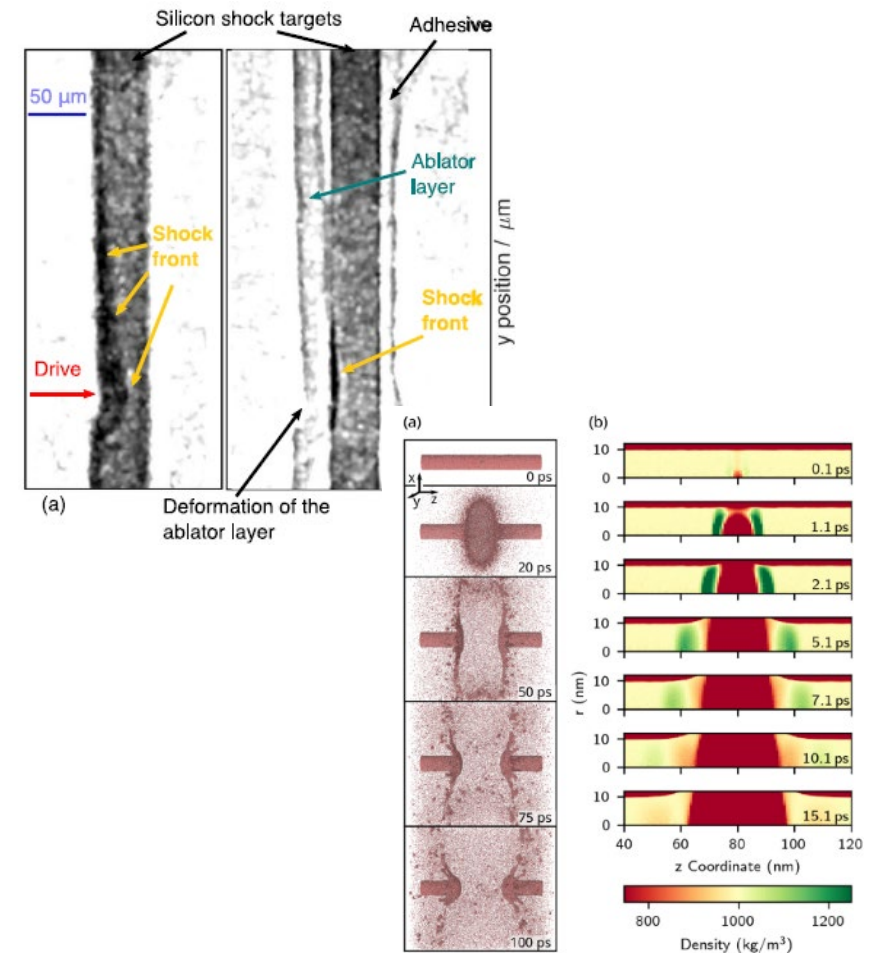 Silicon shock targets
Adhesive
50 μm
Ablator
layer
Shock
front
Shock
front
Drive
y position / μm
(a)
Deformation of the
ablator layer
(a)
x
y
z
0 ps
20 ps
50 ps
75 ps
100 ps
(b)
10
0
0.1 ps
10
0
1.1 ps
10
0
2.1 ps
10
0
5.1 ps
10
0
7.1 ps
10
0
10.1 ps
10
0
15.1 ps
r (nm)
40 60 80 100 120
z Coordinate (nm)
800 1000 1200
Density (kg/m³)